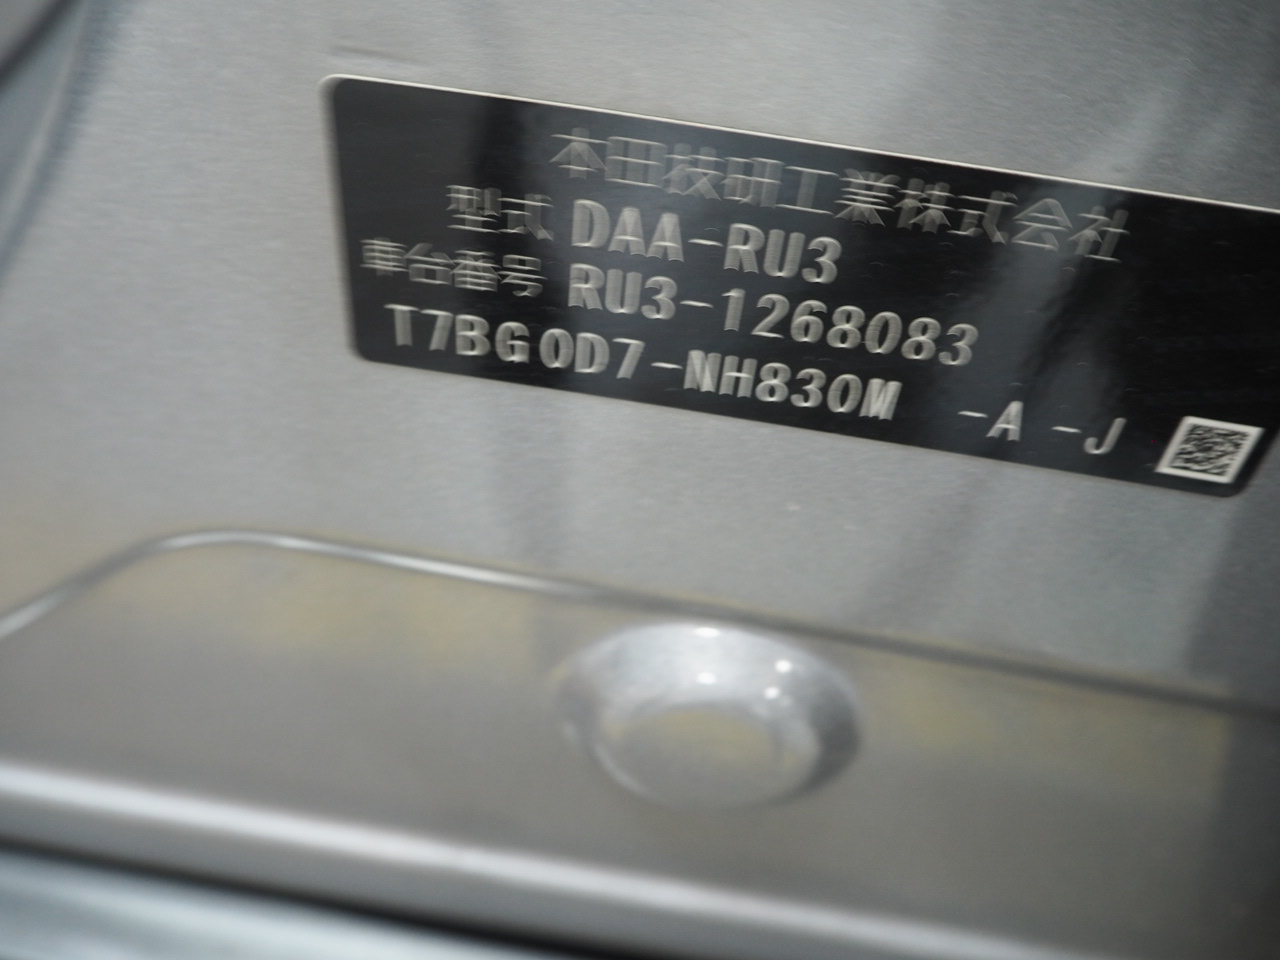 本田技研工業株式会社
型式 DAA-RU3
車台番号 RU3-1268083
T7BG0D7-NH830M -A -J